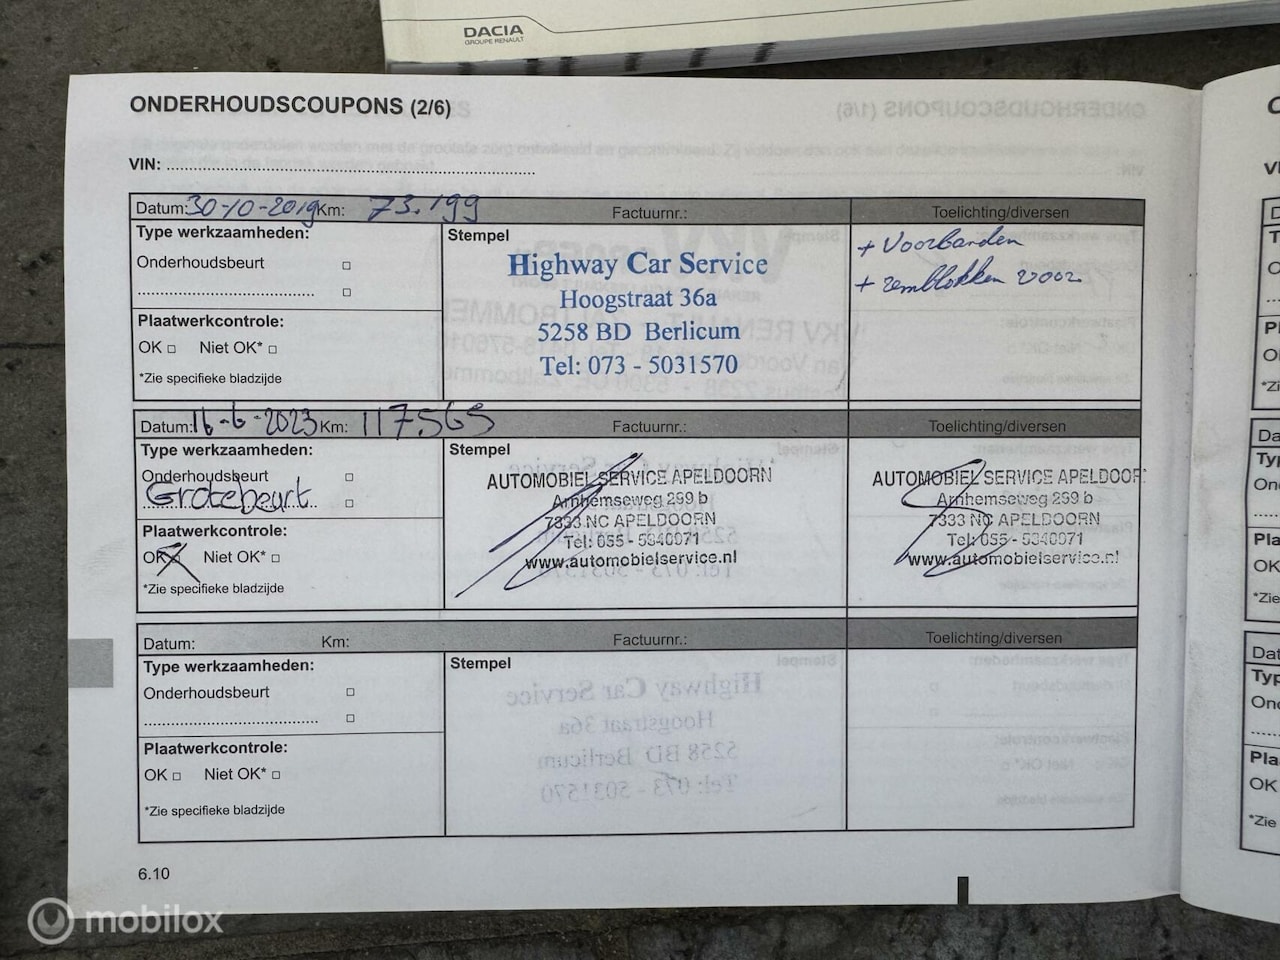 DACIA
GROUPE RENAULT
ONDERHOUDSCOUPONS (2/6)
VIN:
Datum: 30-10-2019 Km: 73.199 Factuurnr.: Toelichting/diversen
Type werkzaamheden:
Onderhoudsbeurt
Plaatwerkcontrole:
OK Niet OK*
*Zie specifieke bladzijde
Stempel
Highway Car Service
Hoogstraat 36a
5258 BD Berlicum
Tel: 073 - 5031570
+ Voorbanden
+ remblokken voor
Datum: 16-6-2023 Km: 117.565 Factuurnr.: Toelichting/diversen
Type werkzaamheden:
Onderhoudsbeurt
Grotebeurt
Plaatwerkcontrole:
OK Niet OK*
*Zie specifieke bladzijde
Stempel
AUTOMOBIEL SERVICE APELDOORN
Arnhemseweg 299 b
7333 NC APELDOORN
Tel: 055 - 5340071
www.automobielservice.nl
AUTOMOBIEL SERVICE APELDOOR
Arnhemseweg 299 b
7333 NC APELDOORN
Tel: 055 - 5340071
www.automobielservice.nl
Datum: Km: Factuurnr.: Toelichting/diversen
Type werkzaamheden:
Onderhoudsbeurt
Plaatwerkcontrole:
OK Niet OK*
*Zie specifieke bladzijde
Stempel
6.10
mobilox